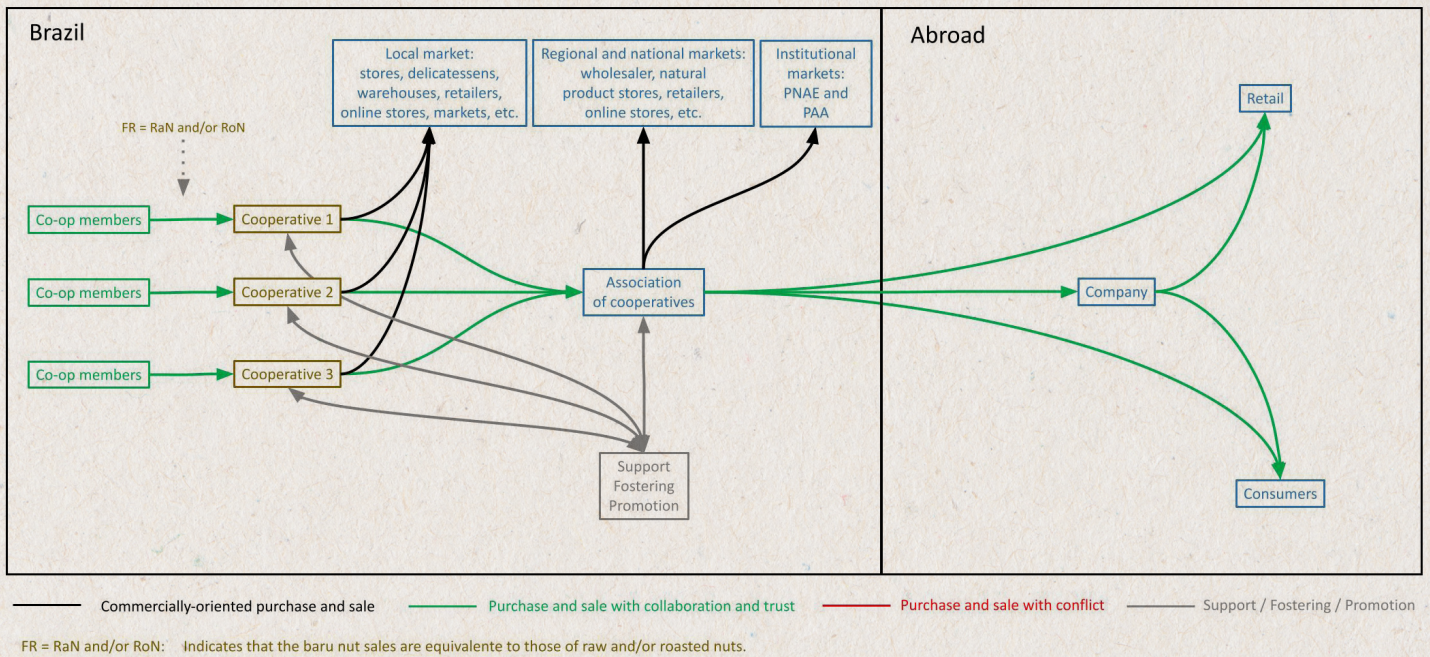 Brazil
Abroad
Local market:
stores, delicatessens,
warehouses, retailers,
online stores, markets, etc.
Regional and national markets:
wholesaler, natural
product stores, retailers,
online stores, etc.
Institutional
markets:
PNAE and
PAA
Retail
FR = RaN and/or RoN
Co-op members
Cooperative 1
Co-op members
Cooperative 2
Association
of cooperatives
Company
Co-op members
Cooperative 3
Support
Fostering
Promotion
Consumers
Commercially-oriented purchase and sale
Purchase and sale with collaboration and trust
Purchase and sale with conflict
Support / Fostering / Promotion
FR = RaN and/or RoN: Indicates that the baru nut sales are equivalente to those of raw and/or roasted nuts.